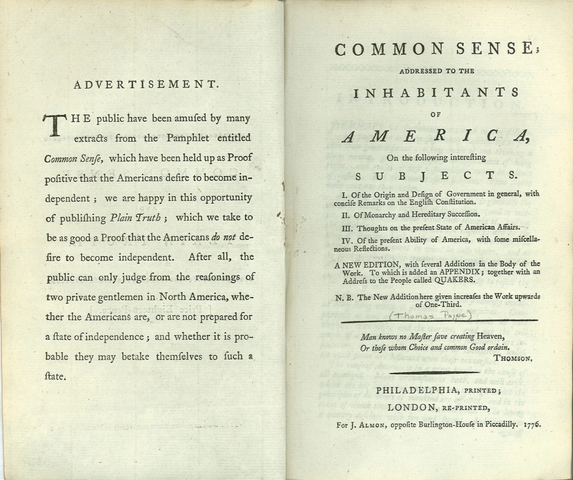 ADVERTISEMENT.
THE public have been amuſed by many
extracts from the Pamphlet entitled
Common Senſe, which have been held up as Proof
poſitive that the Americans deſire to become in-
dependent ; we are happy in this opportunity
of publiſhing Plain Truth ; which we take to
be as good a Proof that the Americans do not de-
ſire to become independent. After all, the
public can only judge from the reaſonings of
two private gentlemen in North America, whe-
ther the Americans are, or are not prepared for
a ſtate of independence ; and whether it is pro-
bable they may betake themſelves to ſuch a
ſtate.
COMMON SENSE;
ADDRESSED TO THE
INHABITANTS
OF
AMERICA,
On the following intereſting
SUBJECTS.
I. Of the Origin and Deſign of Government in general, with
conciſe Remarks on the Engliſh Conſtitution.
II. Of Monarchy and Hereditary Succeſſion.
III. Thoughts on the preſent State of American Affairs.
IV. Of the preſent Ability of America, with ſome miſcella-
neous Reflections.
A NEW EDITION, with ſeveral Additions in the Body of the
Work. To which is added an APPENDIX; together with an
Addreſs to the People called QUAKERS.
N. B. The New Addition here given increaſes the Work upwards
of One-Third.
(Thomas Paine)
Man knows no Maſter ſave creating Heaven,
Or thoſe whom Choice and common Good ordain.
THOMSON.
PHILADELPHIA, PRINTED;
LONDON, RE-PRINTED,
For J. ALMON, oppoſite Burlington-Houſe in Piccadilly. 1776.